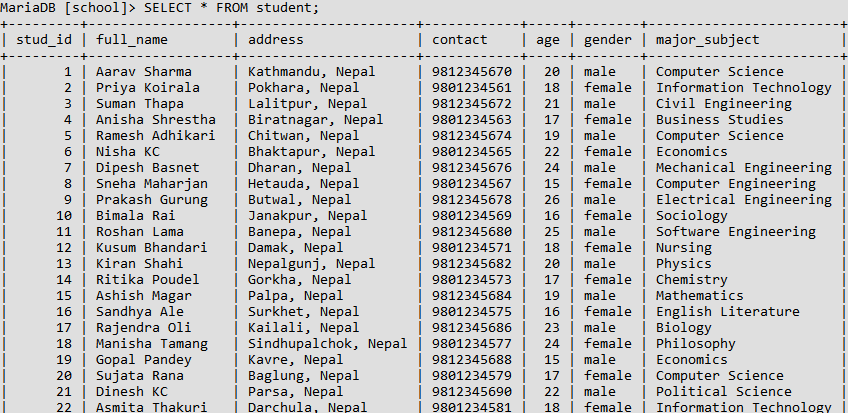 MariaDB [school]> SELECT * FROM student;
+---------+------------------+----------------------+------------+-----+--------+------------------------+
| stud_id | full_name        | address              | contact    | age | gender | major_subject          |
+---------+------------------+----------------------+------------+-----+--------+------------------------+
|       1 | Aarav Sharma     | Kathmandu, Nepal     | 9812345670 |  20 | male   | Computer Science       |
|       2 | Priya Koirala    | Pokhara, Nepal       | 9801234561 |  18 | female | Information Technology |
|       3 | Suman Thapa      | Lalitpur, Nepal      | 9812345672 |  21 | male   | Civil Engineering      |
|       4 | Anisha Shrestha  | Biratnagar, Nepal    | 9801234563 |  17 | female | Business Studies       |
|       5 | Ramesh Adhikari  | Chitwan, Nepal       | 9812345674 |  19 | male   | Computer Science       |
|       6 | Nisha KC         | Bhaktapur, Nepal     | 9801234565 |  22 | female | Economics              |
|       7 | Dipesh Basnet    | Dharan, Nepal        | 9812345676 |  24 | male   | Mechanical Engineering |
|       8 | Sneha Maharjan   | Hetauda, Nepal       | 9801234567 |  15 | female | Computer Engineering   |
|       9 | Prakash Gurung   | Butwal, Nepal        | 9812345678 |  26 | male   | Electrical Engineering |
|      10 | Bimala Rai       | Janakpur, Nepal      | 9801234569 |  16 | female | Sociology              |
|      11 | Roshan Lama      | Banepa, Nepal        | 9812345680 |  25 | male   | Software Engineering   |
|      12 | Kusum Bhandari   | Damak, Nepal         | 9801234571 |  18 | female | Nursing                |
|      13 | Kiran Shahi      | Nepalgunj, Nepal     | 9812345682 |  20 | male   | Physics                |
|      14 | Ritika Poudel    | Gorkha, Nepal        | 9801234573 |  17 | female | Chemistry              |
|      15 | Ashish Magar     | Palpa, Nepal         | 9812345684 |  19 | male   | Mathematics            |
|      16 | Sandhya Ale      | Surkhet, Nepal       | 9801234575 |  16 | female | English Literature     |
|      17 | Rajendra Oli     | Kailali, Nepal       | 9812345686 |  23 | male   | Biology                |
|      18 | Manisha Tamang   | Sindhupalchok, Nepal | 9801234577 |  24 | female | Philosophy             |
|      19 | Gopal Pandey     | Kavre, Nepal         | 9812345688 |  15 | male   | Economics              |
|      20 | Sujata Rana      | Baglung, Nepal       | 9801234579 |  17 | female | Computer Science       |
|      21 | Dinesh KC        | Parsa, Nepal         | 9812345690 |  22 | male   | Political Science      |
|      22 | Asmita Thakuri   | Darchula, Nepal      | 9801234581 |  18 | female | Information Technology |